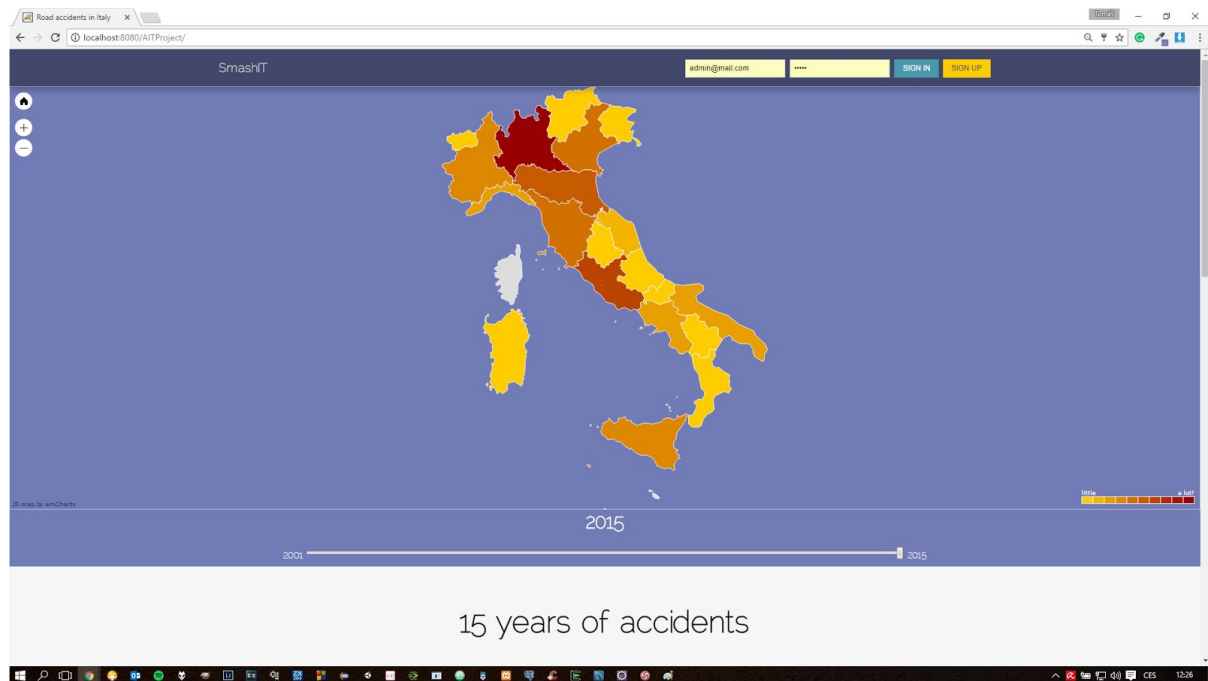 Road accidents in Italy
Tomáš
localhost:8080/AITProject/
SmashIT
admin@mail.com
SIGN IN
SIGN UP
JS map by amCharts
little
a lot!
2015
2001
2015
15 years of accidents
CES
12:26